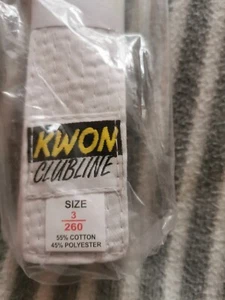 KWON
CLUBLINE
SIZE
3
260
55% COTTON
45% POLYESTER